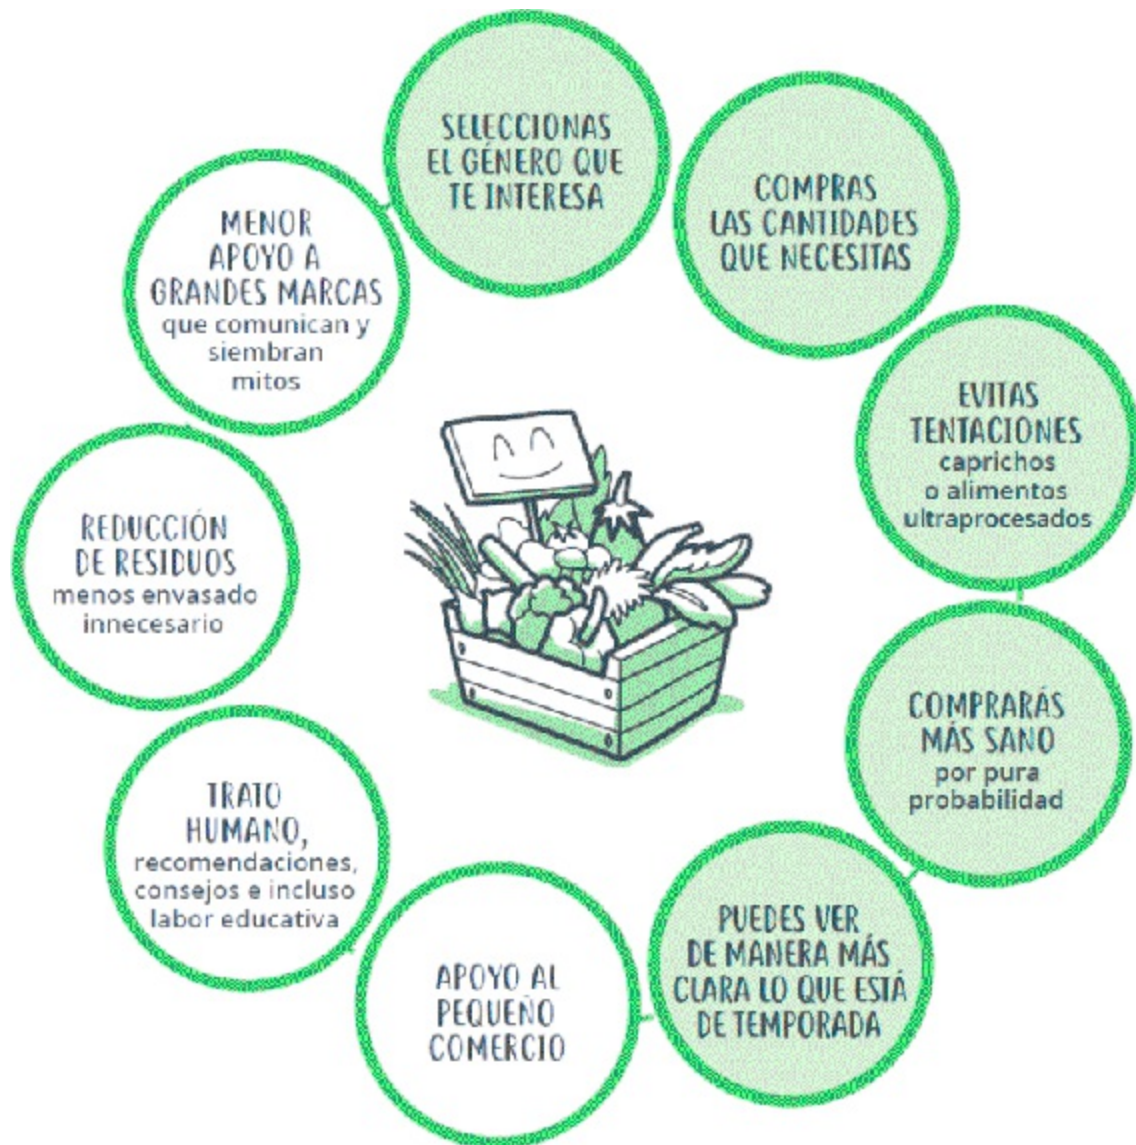 SELECCIONAS
EL GÉNERO QUE
TE INTERESA
COMPRAS
LAS CANTIDADES
QUE NECESITAS
EVITAS
TENTACIONES
caprichos
o alimentos
ultraprocesados
COMPRARÁS
MÁS SANO
por pura
probabilidad
PUEDES VER
DE MANERA MÁS
CLARA LO QUE ESTÁ
DE TEMPORADA
APOYO AL
PEQUEÑO
COMERCIO
TRATO
HUMANO,
recomendaciones,
consejos e incluso
labor educativa
REDUCCIÓN
DE RESIDUOS
menos envasado
innecesario
MENOR
APOYO A
GRANDES MARCAS
que comunican y
siembran
mitos